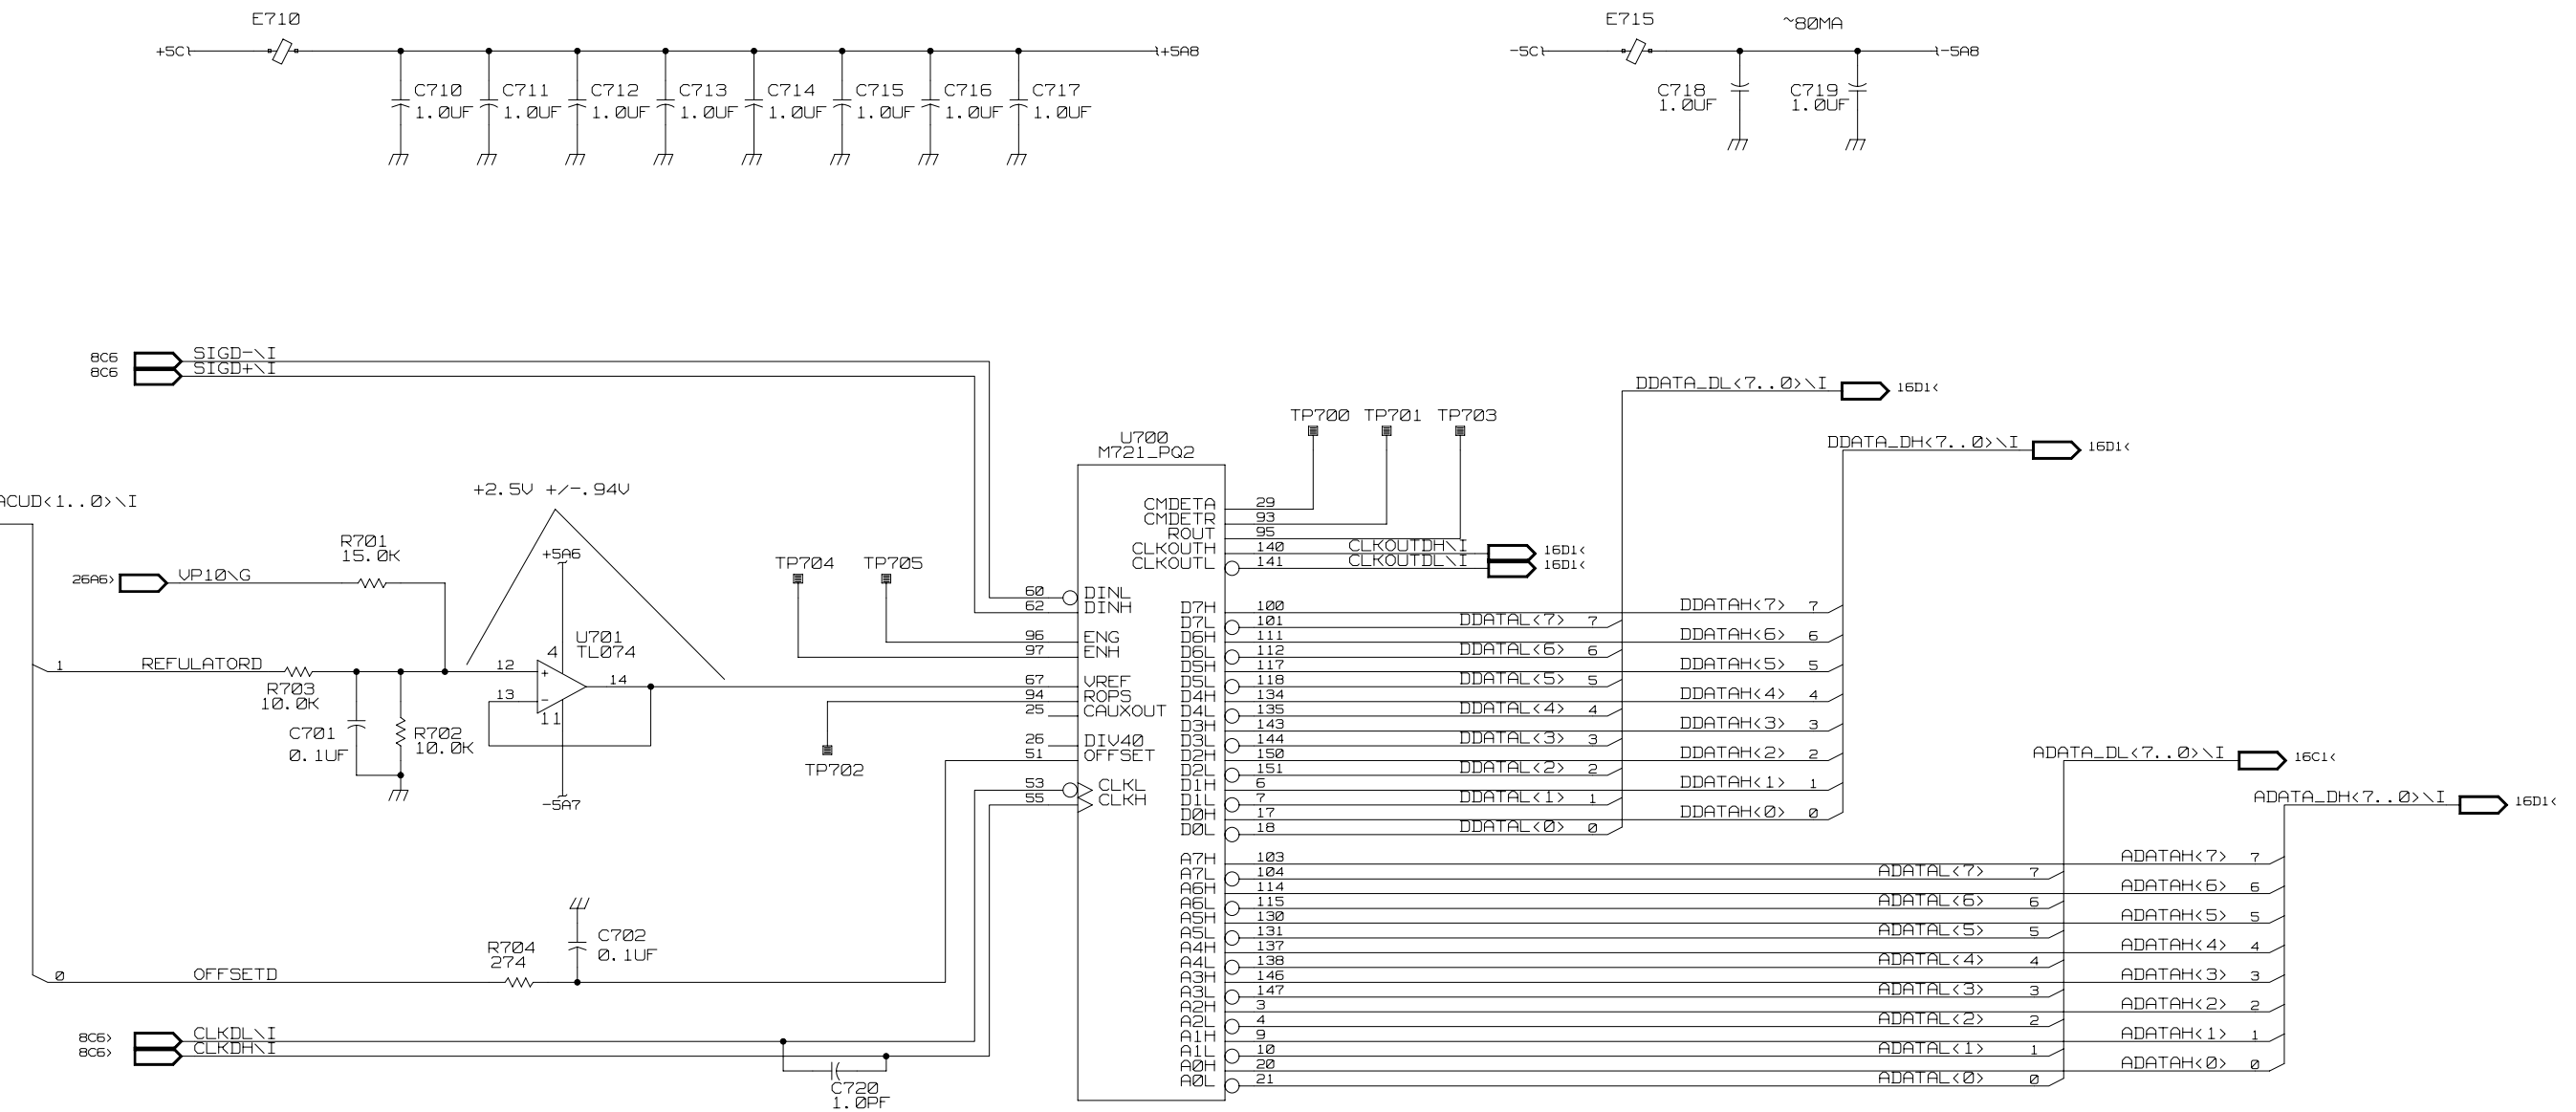 E710
+5C
+5A8
C710
1.0UF
C711
1.0UF
C712
1.0UF
C713
1.0UF
C714
1.0UF
C715
1.0UF
C716
1.0UF
C717
1.0UF
E715
~80MA
-5C
-5A8
C718
1.0UF
C719
1.0UF
8C6
SIGD-\I
8C6
SIGD+\I
ACUD<1..0>\I
+2.5V +/-.94V
R701
15.0K
26A6>
VP10\G
+5A6
1
REFULATORD
R703
10.0K
C701
0.1UF
R702
10.0K
12
13
4
+
-
11
U701
TL074
14
-5A7
TP704
TP705
TP702
0
OFFSETD
R704
274
C702
0.1UF
8C6>
CLKDL\I
8C6>
CLKDH\I
C720
1.0PF
U700
M721_PQ2
60 DINL
62 DINH
96 ENG
97 ENH
67 VREF
94 ROPS
25 CAUXOUT
26 DIV40
51 OFFSET
53 CLKL
55 CLKH
TP700
TP701
TP703
CMDETA 29
CMDETR 93
ROUT 95
CLKOUTH 140 CLKOUTDH\I 16D1<
CLKOUTL 141 CLKOUTDL\I 16D1<
DDATA_DL<7..0>\I 16D1<
DDATA_DH<7..0>\I 16D1<
D7H 100 DDATAH<7> 7
D7L 101 DDATAL<7> 7
D6H 111 DDATAH<6> 6
D6L 112 DDATAL<6> 6
D5H 117 DDATAH<5> 5
D5L 118 DDATAL<5> 5
D4H 134 DDATAH<4> 4
D4L 135 DDATAL<4> 4
D3H 143 DDATAH<3> 3
D3L 144 DDATAL<3> 3
D2H 150 DDATAH<2> 2
D2L 151 DDATAL<2> 2
D1H 6 DDATAH<1> 1
D1L 7 DDATAL<1> 1
D0H 17 DDATAH<0> 0
D0L 18 DDATAL<0> 0
ADATA_DL<7..0>\I 16C1<
ADATA_DH<7..0>\I 16D1<
A7H 103 ADATAH<7> 7
A7L 104 ADATAL<7> 7
A6H 114 ADATAH<6> 6
A6L 115 ADATAL<6> 6
A5H 130 ADATAH<5> 5
A5L 131 ADATAL<5> 5
A4H 137 ADATAH<4> 4
A4L 138 ADATAL<4> 4
A3H 146 ADATAH<3> 3
A3L 147 ADATAL<3> 3
A2H 3 ADATAH<2> 2
A2L 4 ADATAL<2> 2
A1H 9 ADATAH<1> 1
A1L 10 ADATAL<1> 1
A0H 20 ADATAH<0> 0
A0L 21 ADATAL<0> 0